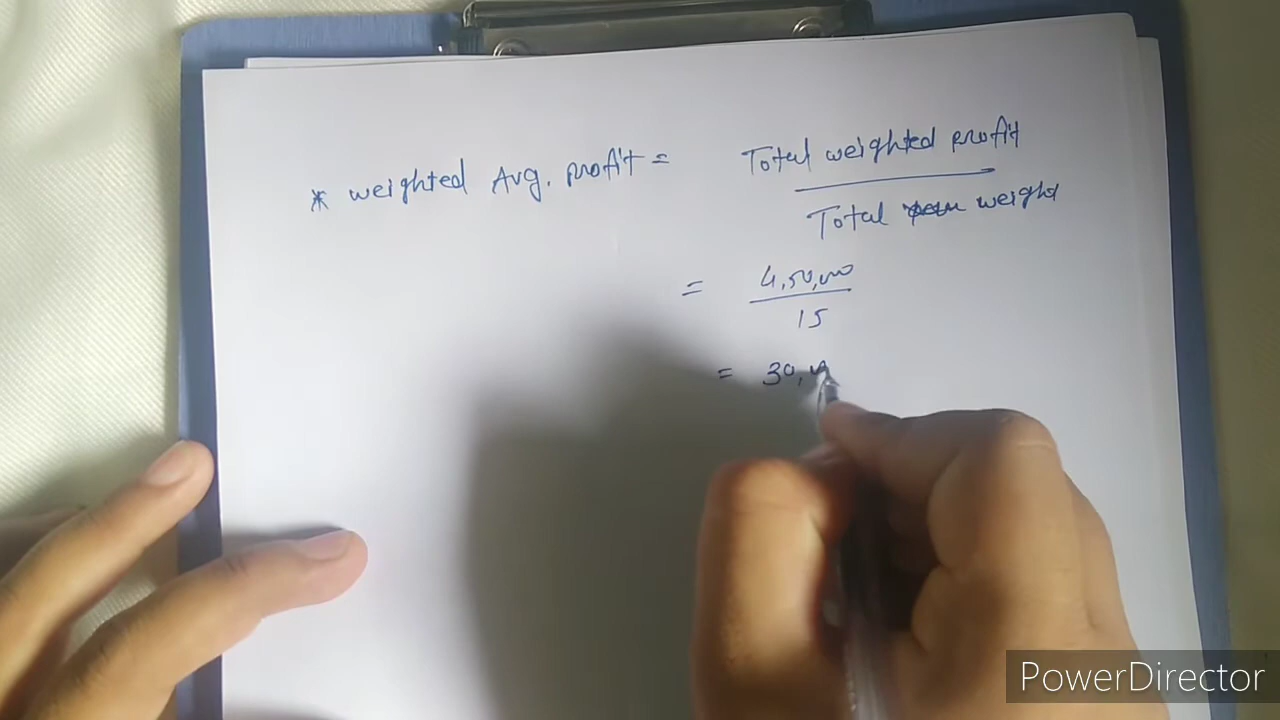 * weighted Avg. profit = Total weighted profit
Total weight
= 4,50,000
15
= 30,
PowerDirector